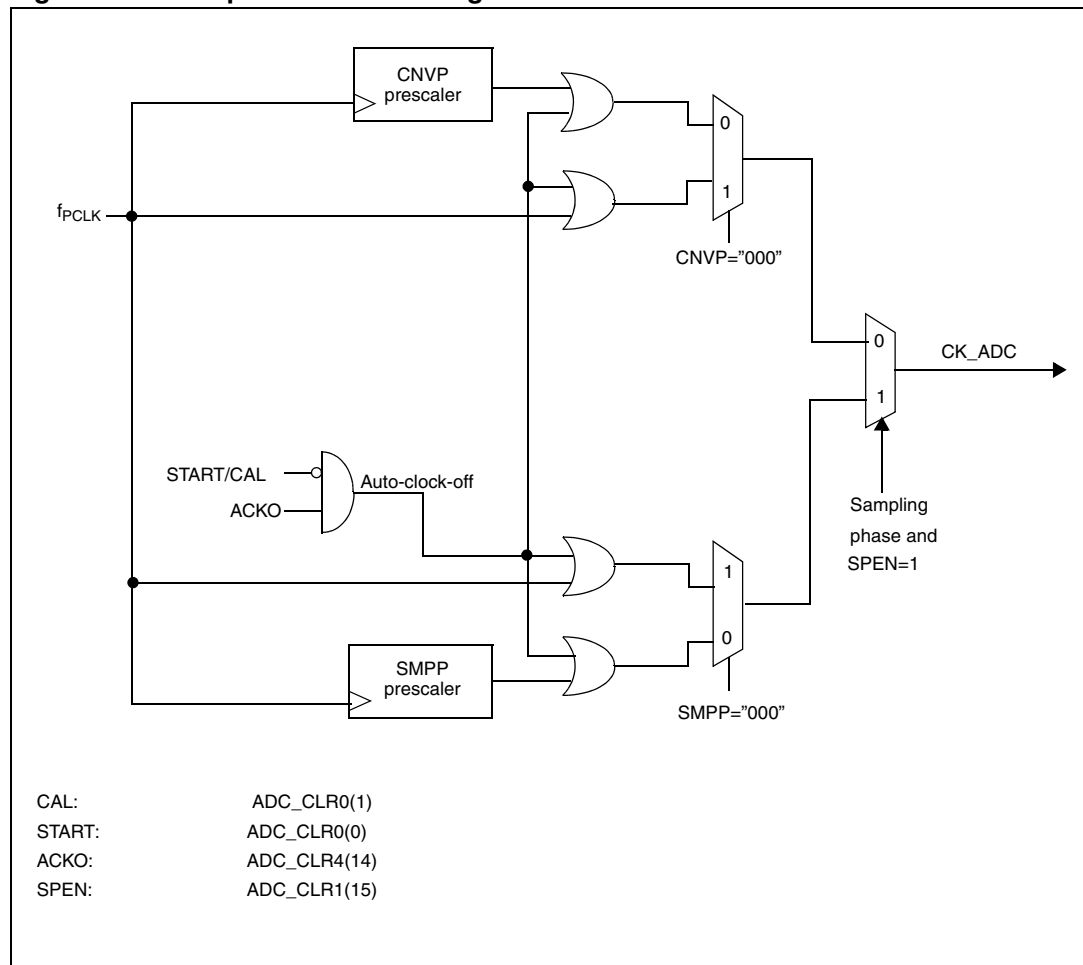 CNVP
prescaler
0
1
fPCLK
CNVP="000"
0
CK_ADC
1
START/CAL
Auto-clock-off
ACKO
Sampling
phase and
SPEN=1
1
0
SMPP
prescaler
SMPP="000"
CAL: ADC_CLR0(1)
START: ADC_CLR0(0)
ACKO: ADC_CLR4(14)
SPEN: ADC_CLR1(15)